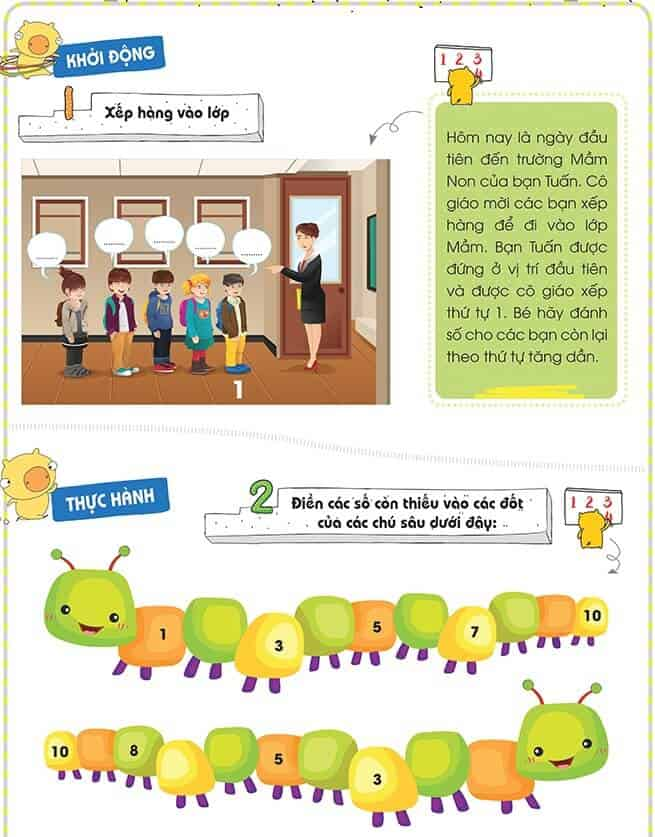 KHỞI ĐỘNG
1
Xếp hàng vào lớp
1 2 3
4
Hôm nay là ngày đầu
tiên đến trường Mầm
Non của bạn Tuấn. Cô
giáo mời các bạn xếp
hàng để đi vào lớp
Mầm. Bạn Tuấn được
đứng ở vị trí đầu tiên
và được cô giáo xếp
thứ tự 1. Bé hãy đánh
số cho các bạn còn lại
theo thứ tự tăng dần.
.......... .......... .......... .......... ..........
1
THỰC HÀNH
2
Điền các số còn thiếu vào các đốt
của các chú sâu dưới đây:
1 2 3
4
1 3 5 7 10
10 8 5 3